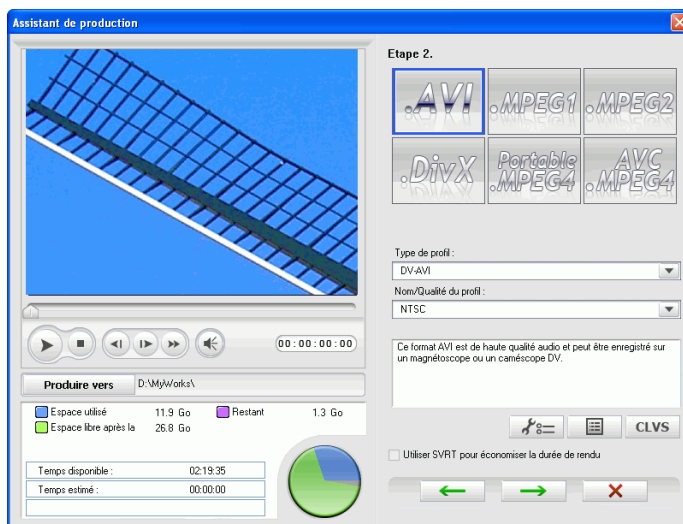 Assistant de production
Etape 2.
.AVI
.MPEG1
.MPEG2
.DivX
Portable
.MPEG4
AVC
.MPEG4
Type de profil :
DV-AVI
Nom/Qualité du profil :
NTSC
Ce format AVI est de haute qualité audio et peut être enregistré sur
un magnétoscope ou un caméscope DV.
CLVS
Utiliser SVRT pour économiser la durée de rendu
00:00:00:00
Produire vers
D:\MyWorks\
Espace utilisé 11.9 Go Restant 1.3 Go
Espace libre après la 26.8 Go
Temps disponible : 02:19:35
Temps estimé : 00:00:00